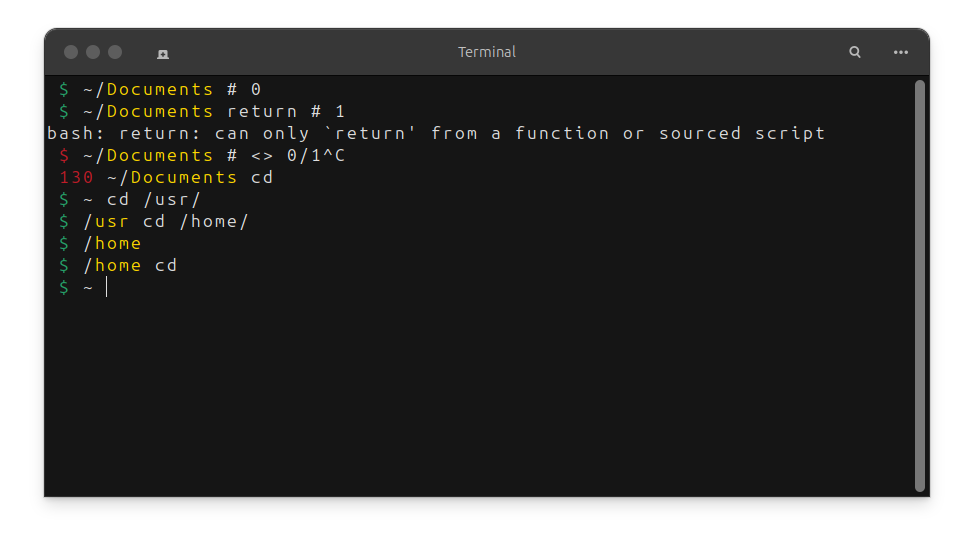 Terminal
$ ~/Documents # 0
$ ~/Documents return # 1
bash: return: can only `return' from a function or sourced script
$ ~/Documents # <> 0/1^C
130 ~/Documents cd
$ ~ cd /usr/
$ /usr cd /home/
$ /home
$ /home cd
$ ~